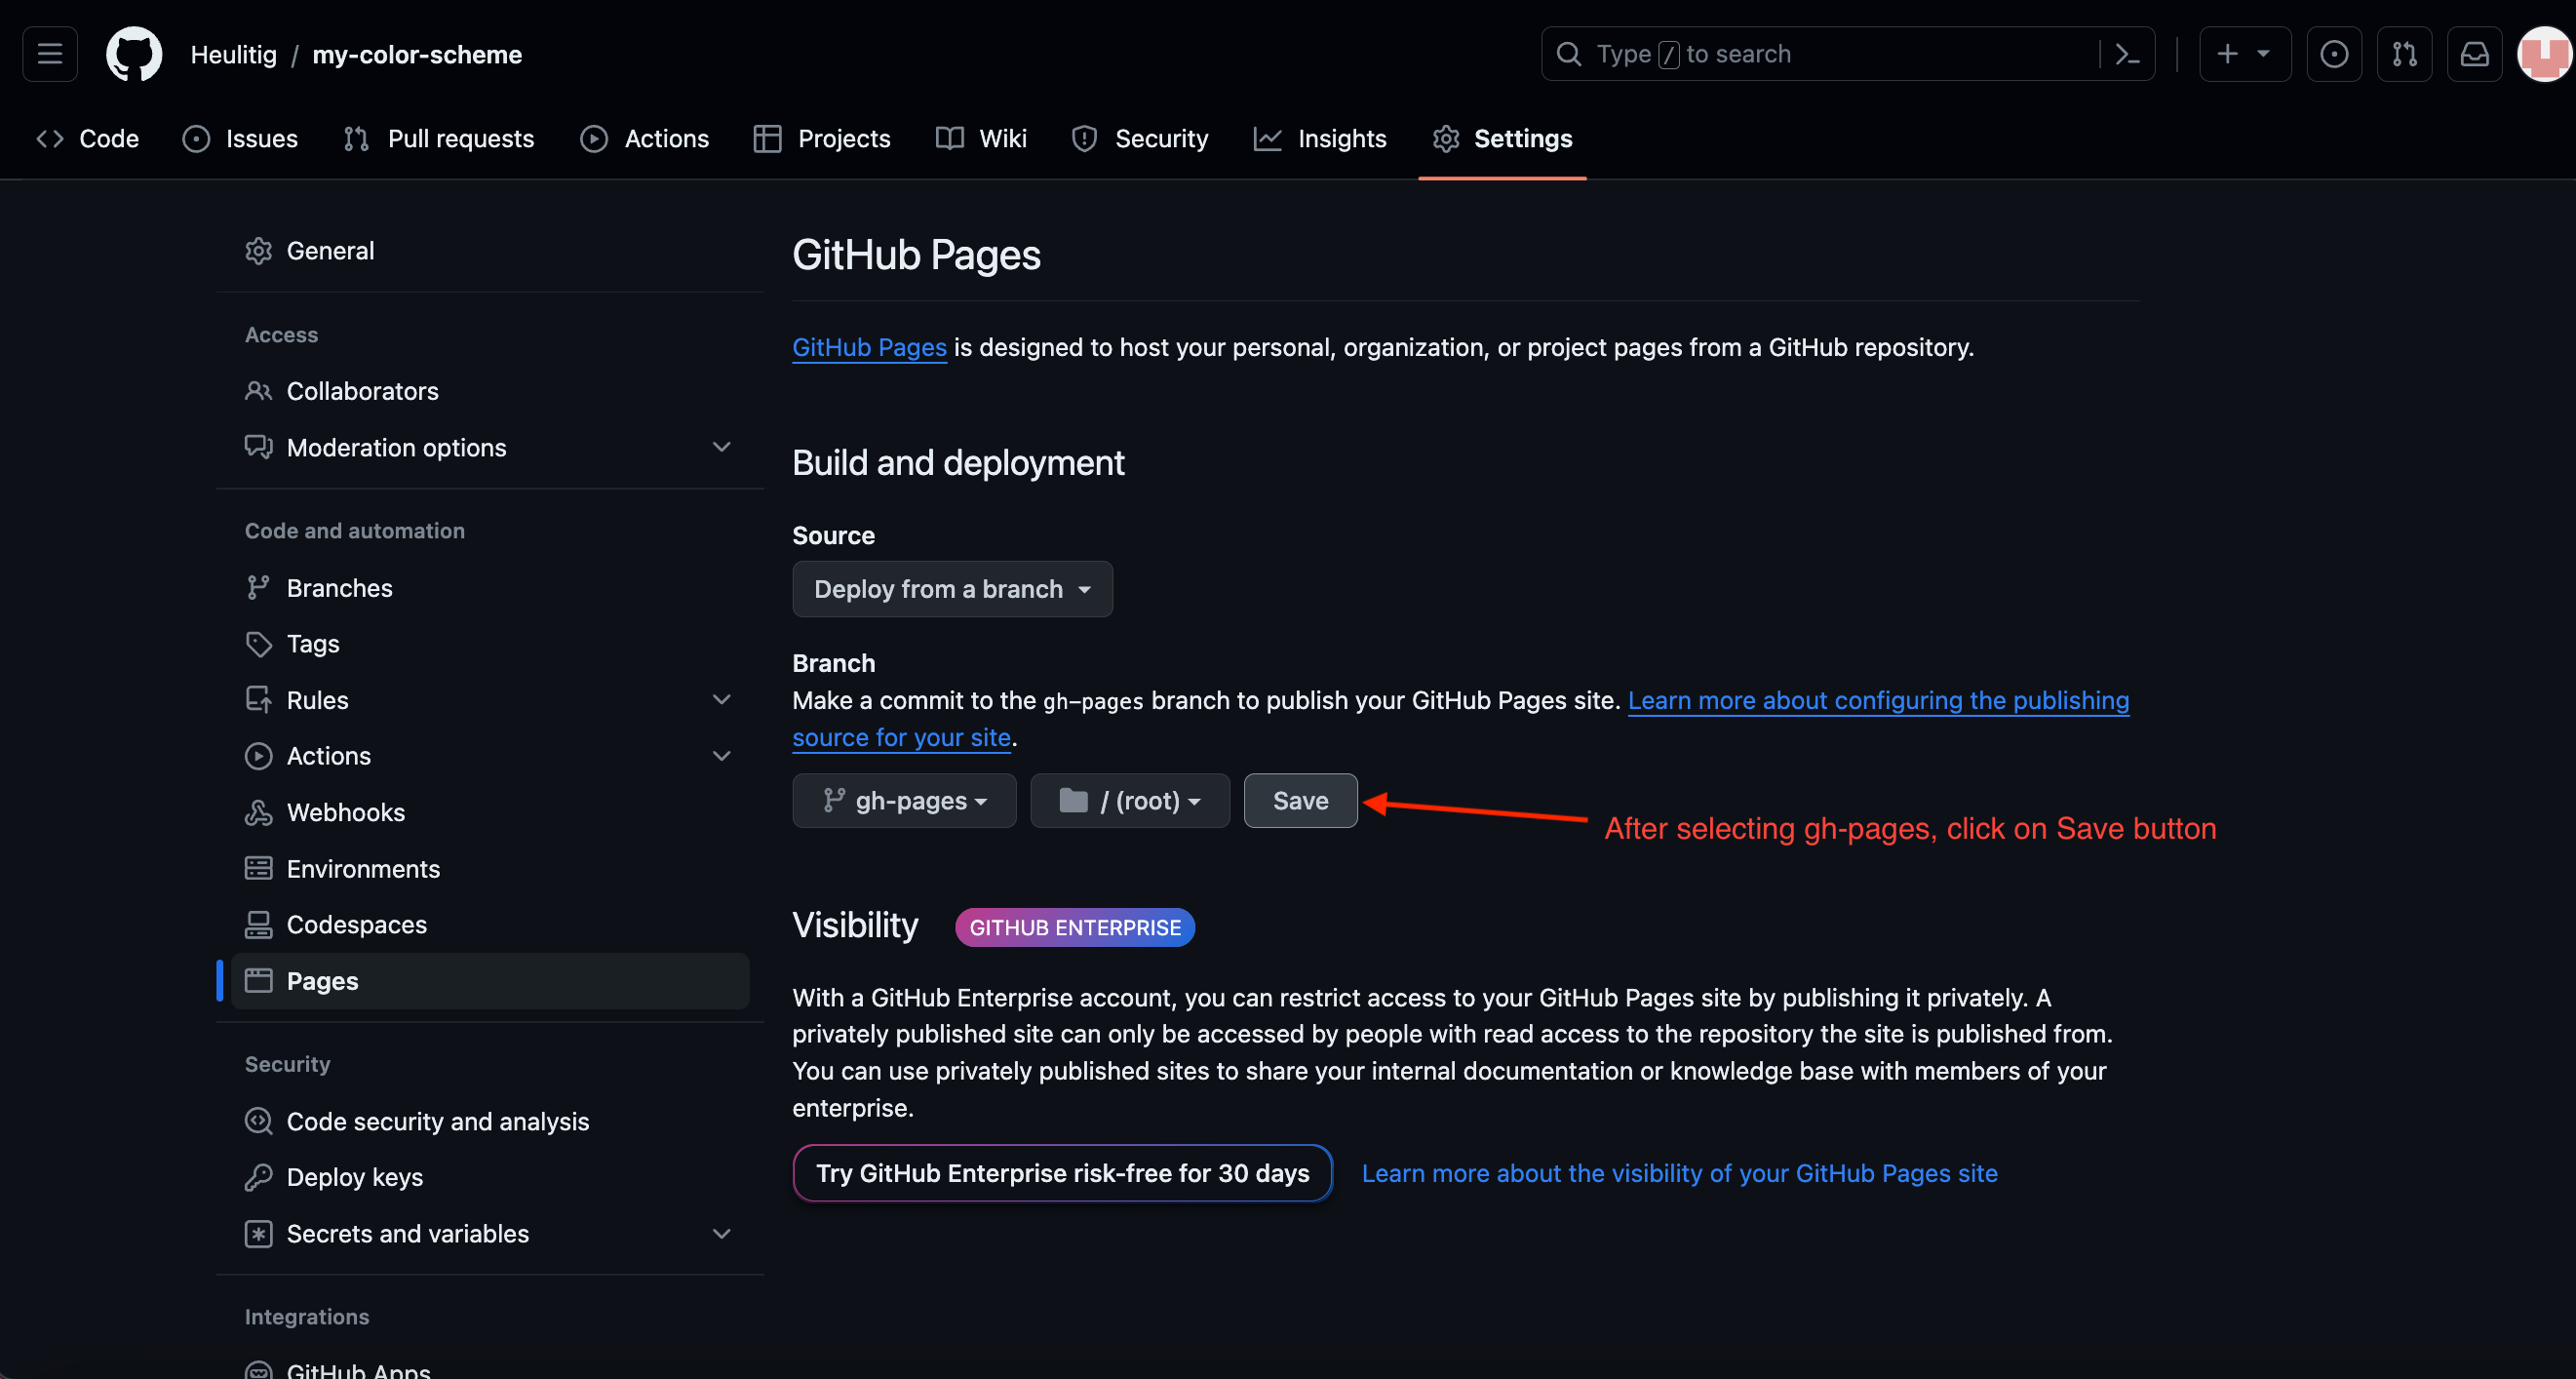 Heulitig / my-color-scheme
Type / to search
Code
Issues
Pull requests
Actions
Projects
Wiki
Security
Insights
Settings
General
Access
Collaborators
Moderation options
Code and automation
Branches
Tags
Rules
Actions
Webhooks
Environments
Codespaces
Pages
Security
Code security and analysis
Deploy keys
Secrets and variables
Integrations
GitHub Apps
GitHub Pages
GitHub Pages is designed to host your personal, organization, or project pages from a GitHub repository.
Build and deployment
Source
Deploy from a branch
Branch
Make a commit to the gh-pages branch to publish your GitHub Pages site. Learn more about configuring the publishing
source for your site.
gh-pages
/ (root)
Save
After selecting gh-pages, click on Save button
Visibility
GITHUB ENTERPRISE
With a GitHub Enterprise account, you can restrict access to your GitHub Pages site by publishing it privately. A
privately published site can only be accessed by people with read access to the repository the site is published from.
You can use privately published sites to share your internal documentation or knowledge base with members of your
enterprise.
Try GitHub Enterprise risk-free for 30 days
Learn more about the visibility of your GitHub Pages site